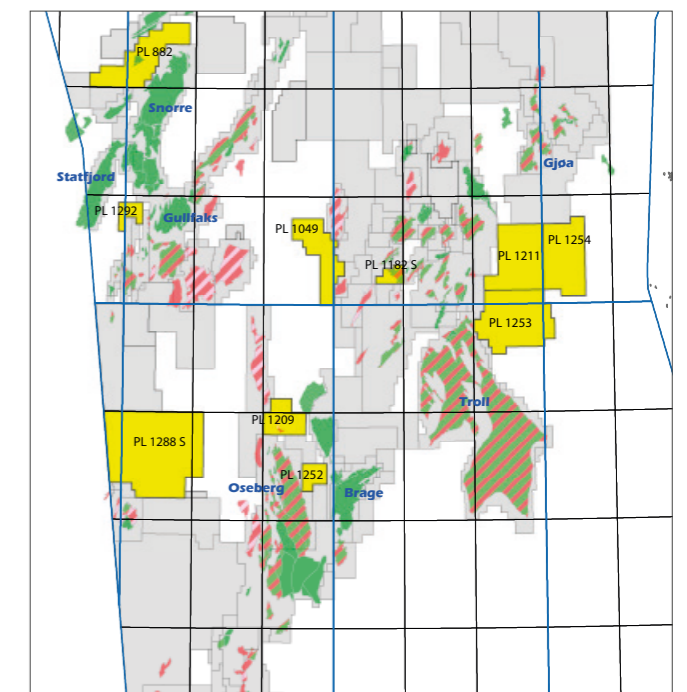 PL 882
Snorre
Statfjord
Gjøa
PL 1292
Gullfaks
PL 1049
PL 1254
PL 1211
PL 1182 S
PL 1253
Troll
PL 1209
PL 1288 S
PL 1252
Oseberg
Brage